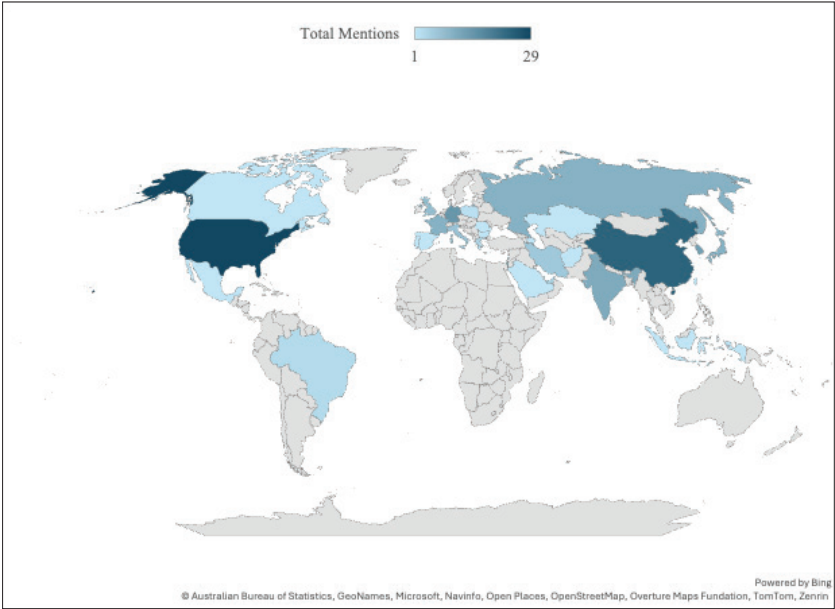 Total Mentions
1 29
Powered by Bing
© Australian Bureau of Statistics, GeoNames, Microsoft, Navinfo, Open Places, OpenStreetMap, Overture Maps Fundation, TomTom, Zenrin